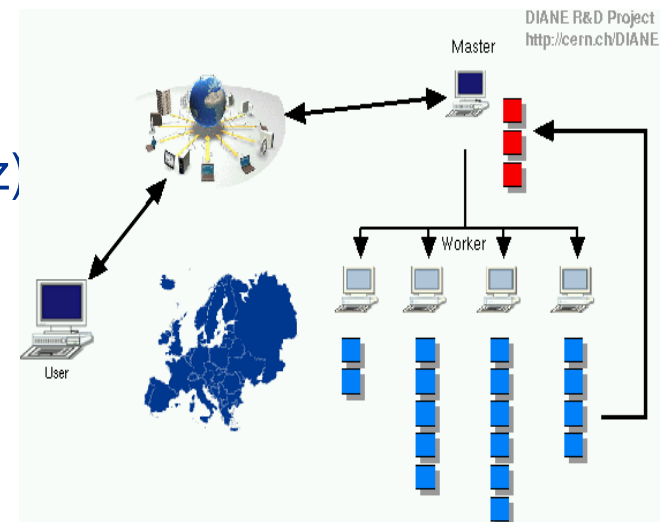 DIANE R&D Project
http://cern.ch/DIANE
Master
z)
Worker
User